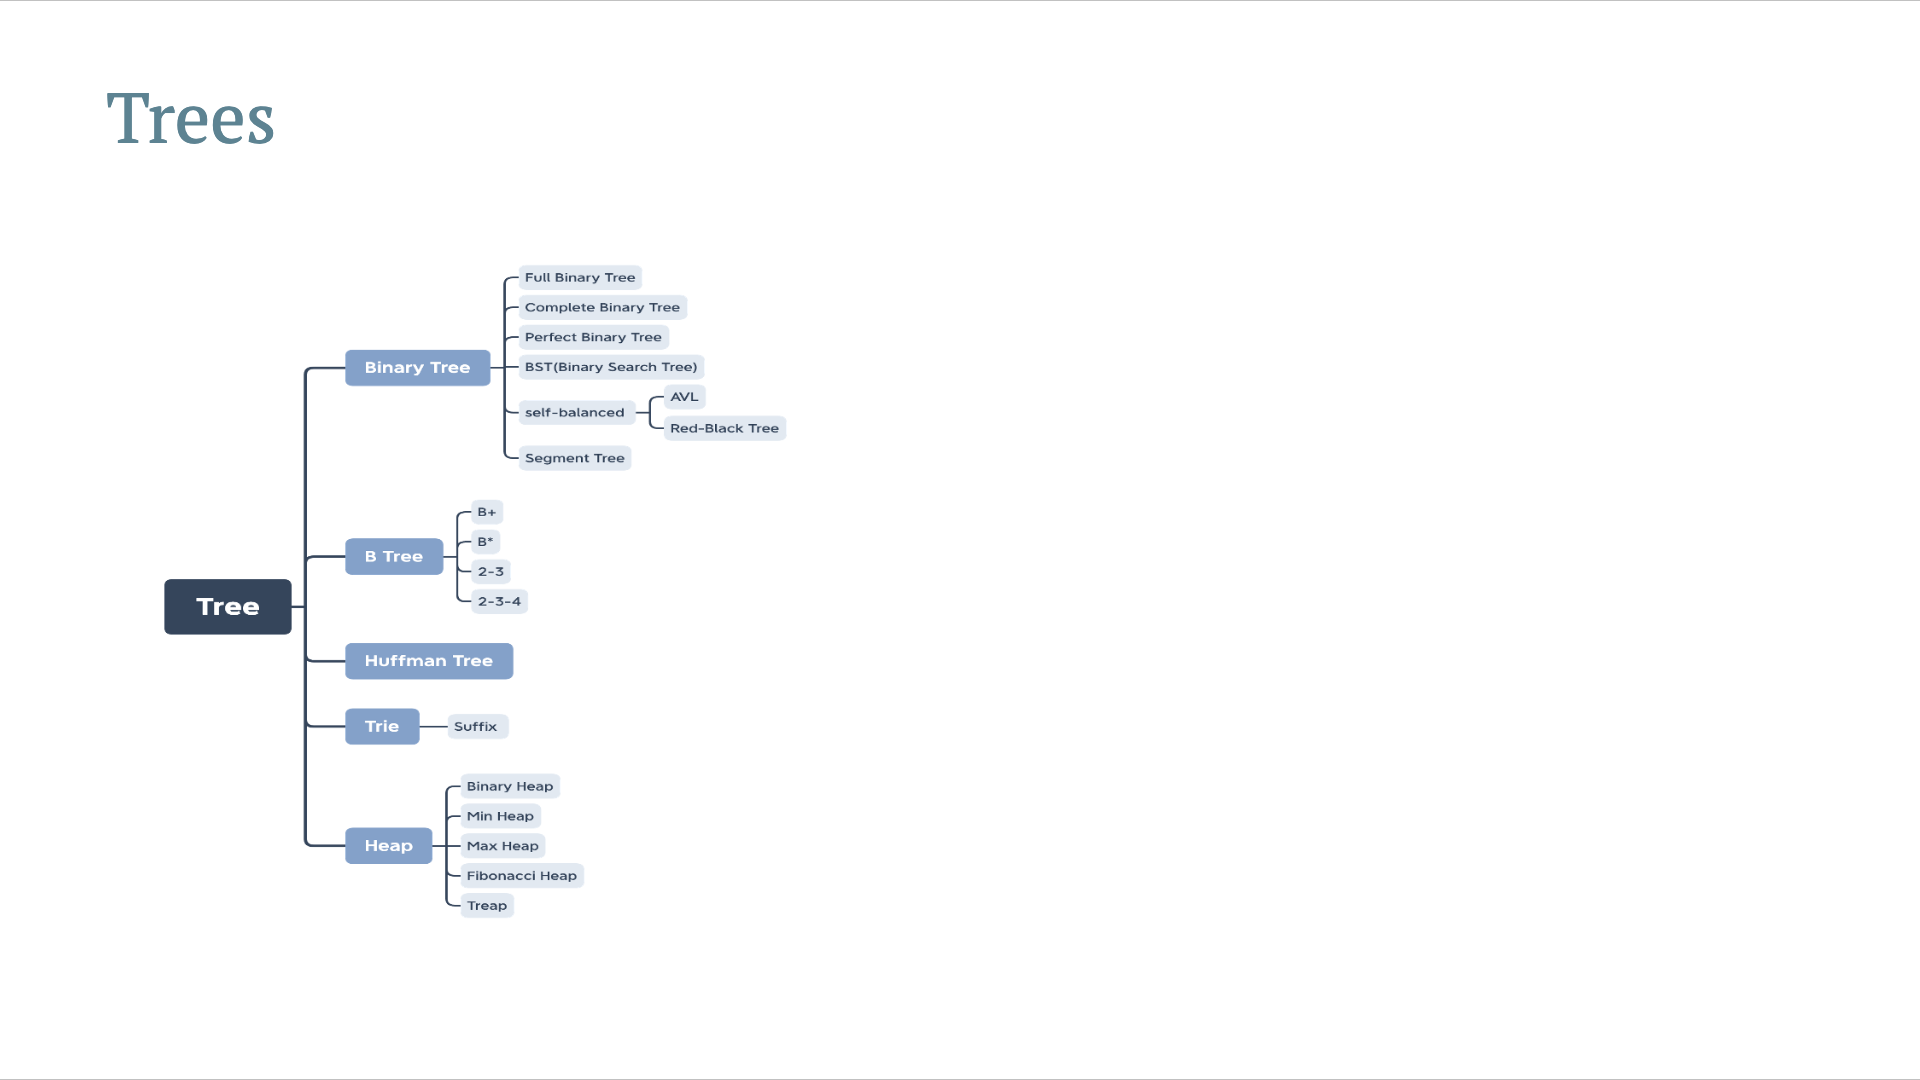 Trees
Tree
Binary Tree
Full Binary Tree
Complete Binary Tree
Perfect Binary Tree
BST(Binary Search Tree)
self-balanced
AVL
Red-Black Tree
Segment Tree
B Tree
B+
B*
2-3
2-3-4
Huffman Tree
Trie
Suffix
Heap
Binary Heap
Min Heap
Max Heap
Fibonacci Heap
Treap